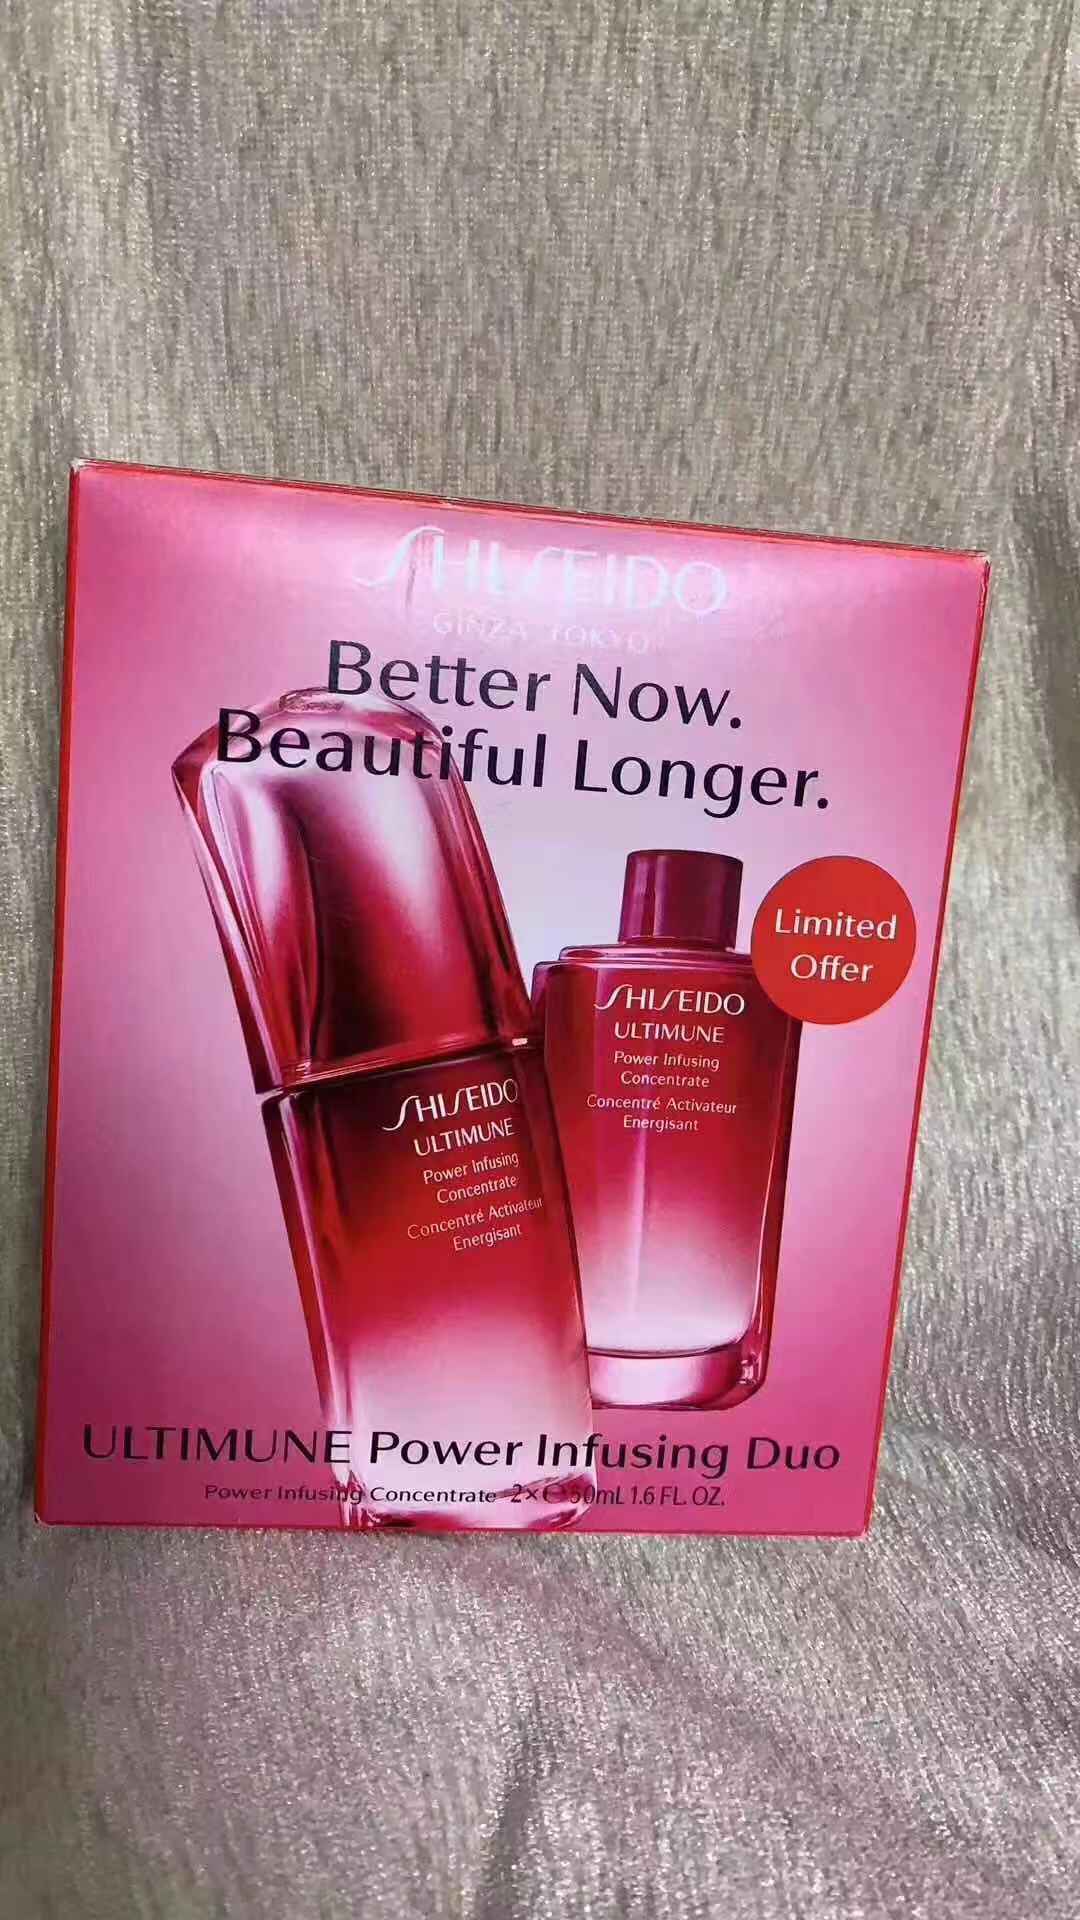 SHISEIDO
GINZA TOKYO
Better Now.
Beautiful Longer.
Limited
Offer
SHISEIDO
ULTIMUNE
Power Infusing
Concentrate
Concentré Activateur
Energisant
SHISEIDO
ULTIMUNE
Power Infusing
Concentrate
Concentré Activateur
Energisant
ULTIMUNE Power Infusing Duo
Power Infusing Concentrate 2×℮50mL 1.6 FL. OZ.